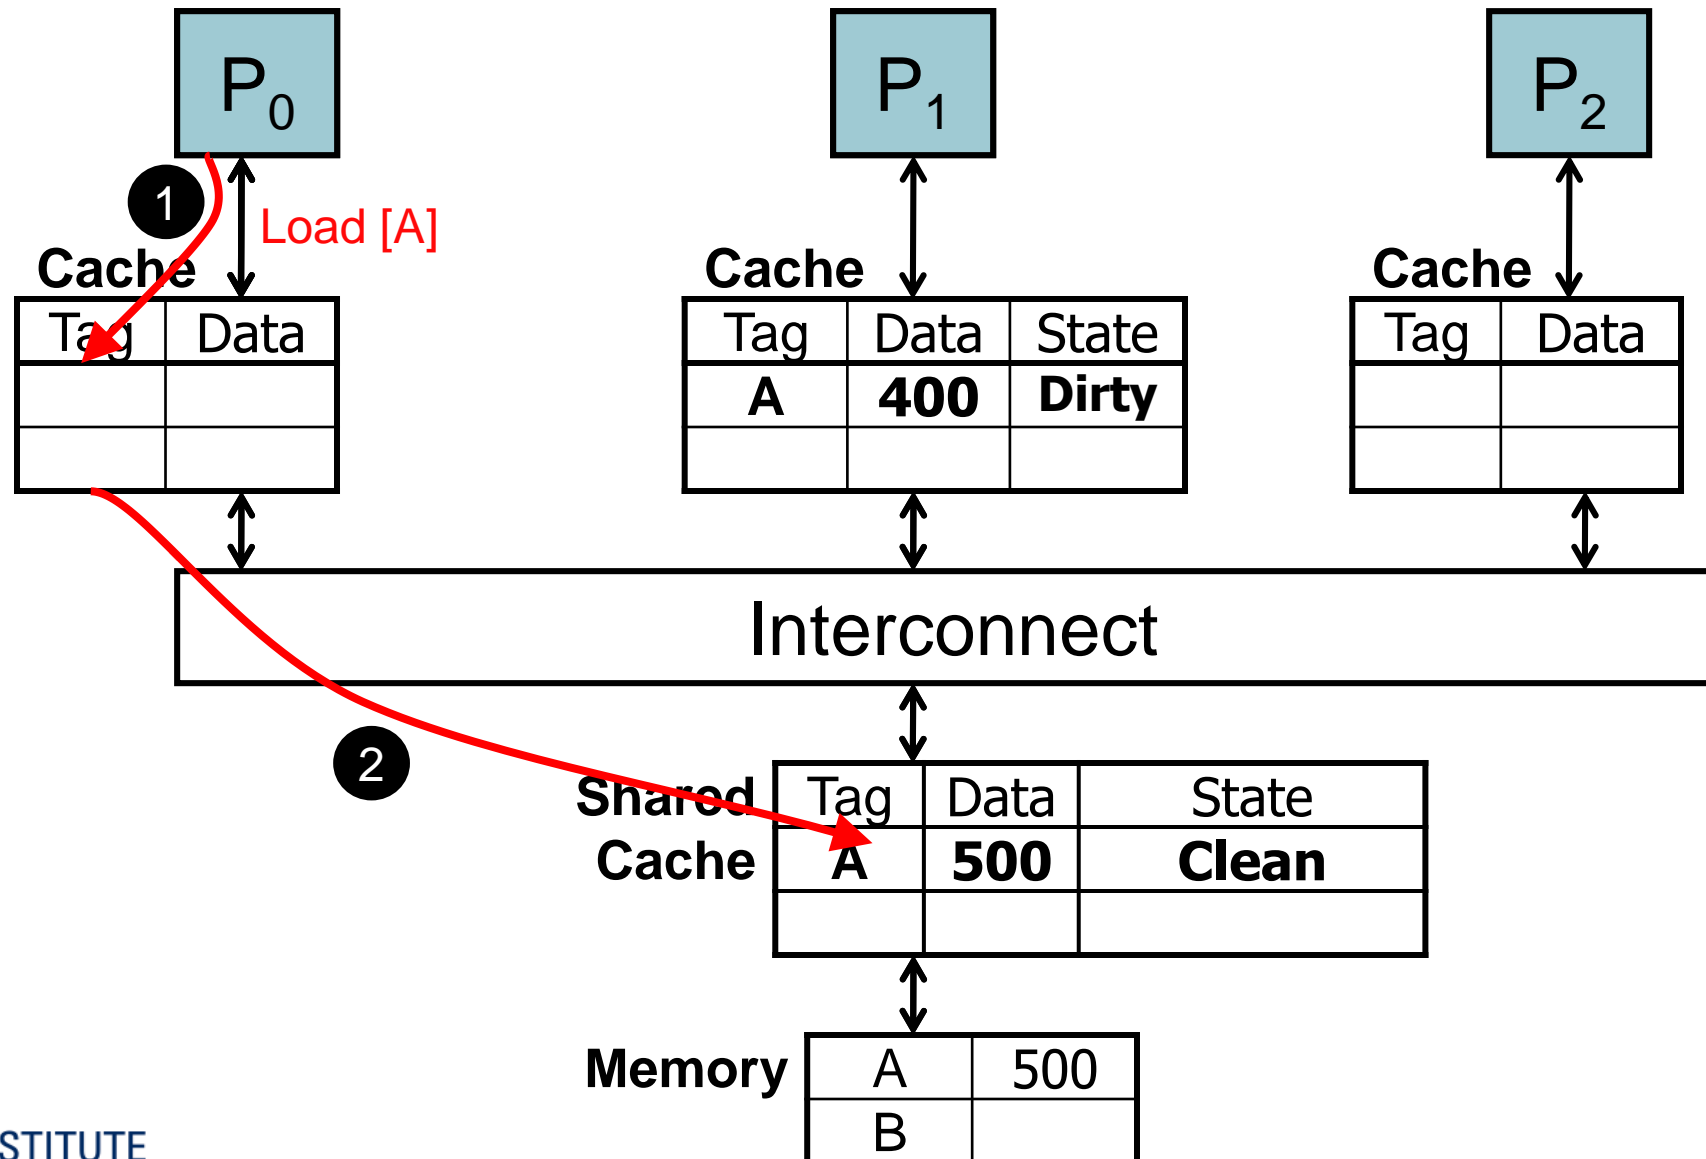 P0 P1 P2
1
Load [A]
Cache Cache Cache
Tag Data Tag Data State Tag Data
A 400 Dirty
Interconnect
2
Shared Tag Data State
Cache A 500 Clean
Memory A 500
B
STITUTE